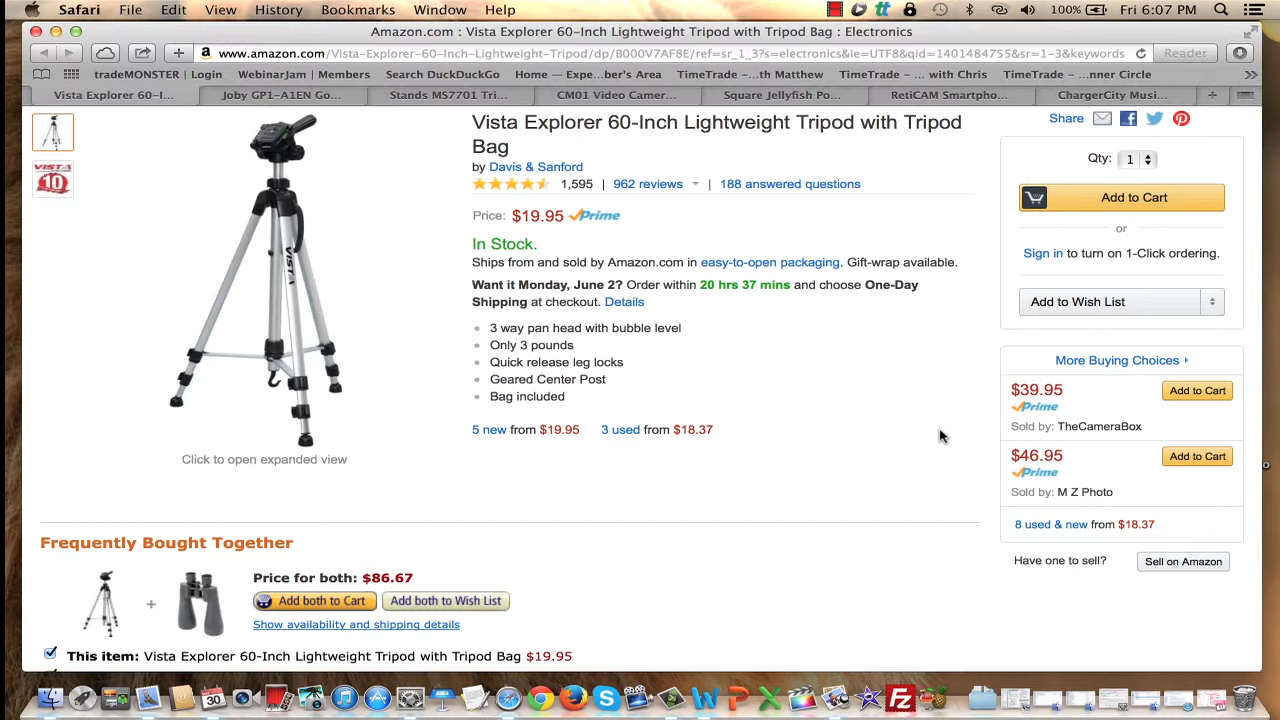 Safari File Edit View History Bookmarks Window Help 100% Fri 6:07 PM
Amazon.com : Vista Explorer 60-Inch Lightweight Tripod with Tripod Bag : Electronics
www.amazon.com/Vista-Explorer-60-Inch-Lightweight-Tripod/dp/B000V7AF8E/ref=sr_1_3?s=electronics&ie=UTF8&qid=1401484755&sr=1-3&keywords Reader
tradeMONSTER | Login WebinarJam | Members Search DuckDuckGo Home — Expe...ber's Area TimeTrade -...th Matthew TimeTrade -... with Chris TimeTrade -...nner Circle
Vista Explorer 60-I... Joby GP1-A1EN Go... Stands MS7701 Tri... CM01 Video Camer... Square Jellyfish Po... RetiCAM Smartpho... ChargerCity Musi...
Vista Explorer 60-Inch Lightweight Tripod with Tripod
Bag
by Davis & Sanford
1,595 | 962 reviews | 188 answered questions
Price: $19.95 Prime
In Stock.
Ships from and sold by Amazon.com in easy-to-open packaging. Gift-wrap available.
Want it Monday, June 2? Order within 20 hrs 37 mins and choose One-Day
Shipping at checkout. Details
3 way pan head with bubble level
Only 3 pounds
Quick release leg locks
Geared Center Post
Bag included
5 new from $19.95 3 used from $18.37
VISTA
10
VISTA
Click to open expanded view
Share
Qty: 1
Add to Cart
or
Sign in to turn on 1-Click ordering.
Add to Wish List
More Buying Choices
$39.95 Add to Cart
Prime
Sold by: TheCameraBox
$46.95 Add to Cart
Prime
Sold by: M Z Photo
8 used & new from $18.37
Have one to sell? Sell on Amazon
Frequently Bought Together
Price for both: $86.67
Add both to Cart Add both to Wish List
Show availability and shipping details
This item: Vista Explorer 60-Inch Lightweight Tripod with Tripod Bag $19.95
30
Fz